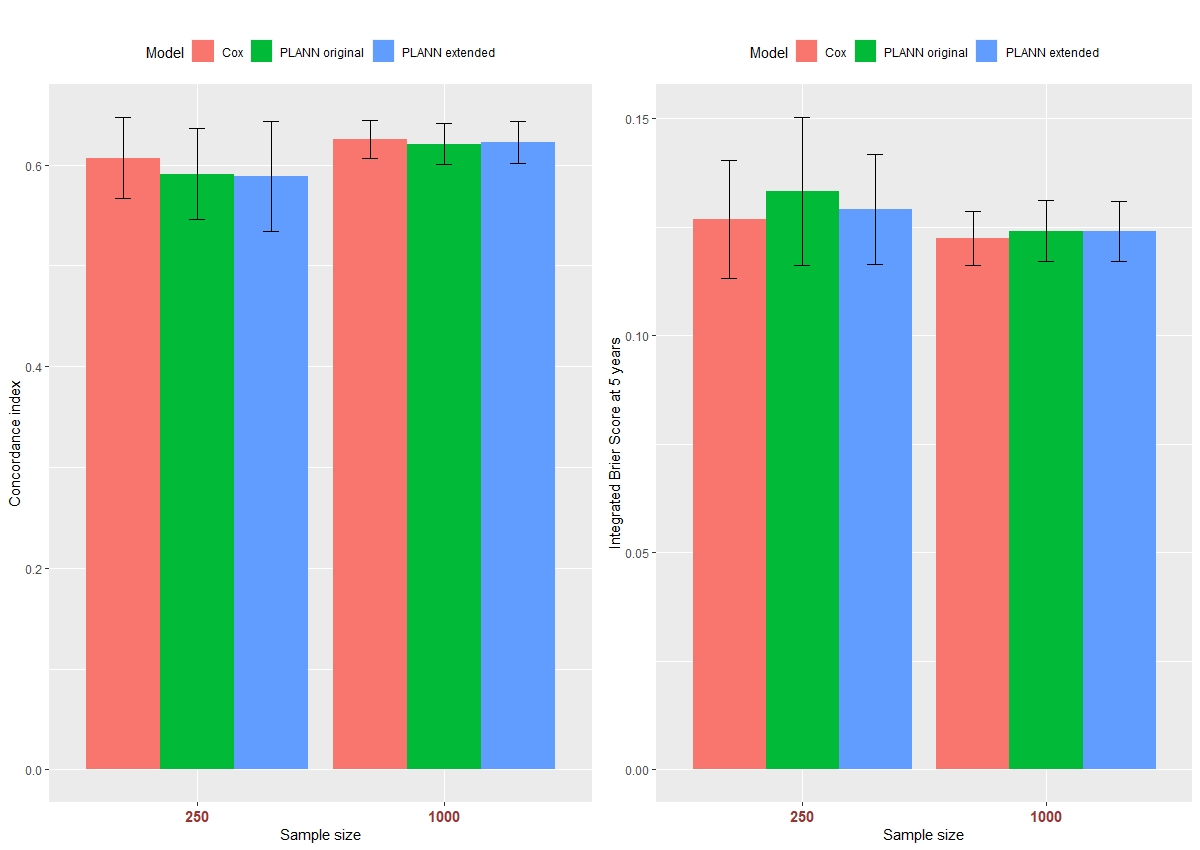 Model Cox PLANN original PLANN extended
Concordance index
0.6
0.4
0.2
0.0
250 1000
Sample size
Model Cox PLANN original PLANN extended
Integrated Brier Score at 5 years
0.15
0.10
0.05
0.00
250 1000
Sample size